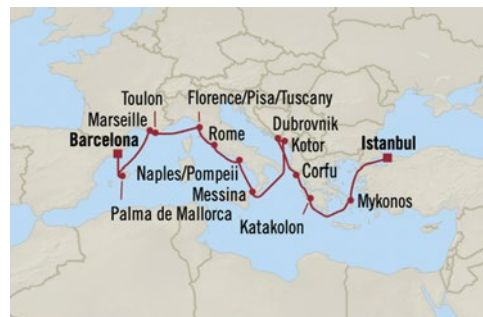 Toulon
Florence/Pisa/Tuscany
Marseille
Barcelona
Rome
Dubrovnik
Kotor
Istanbul
Naples/Pompeii
Corfu
Messina
Mykonos
Palma de Mallorca
Katakolon